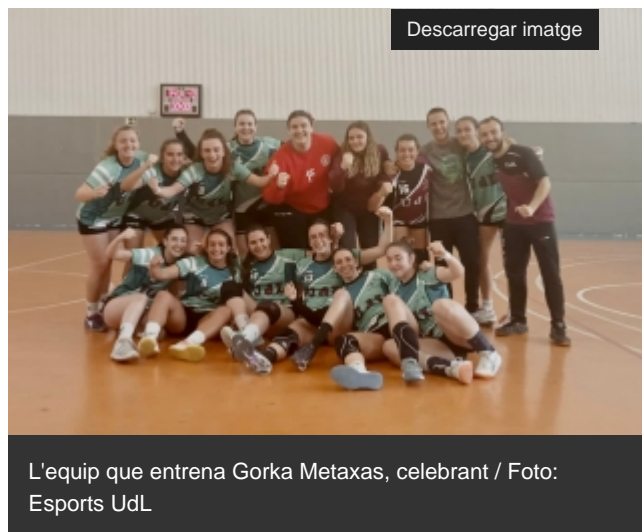 Descarregar imatge
L'equip que entrena Gorka Metaxas, celebrant / Foto:
Esports UdL